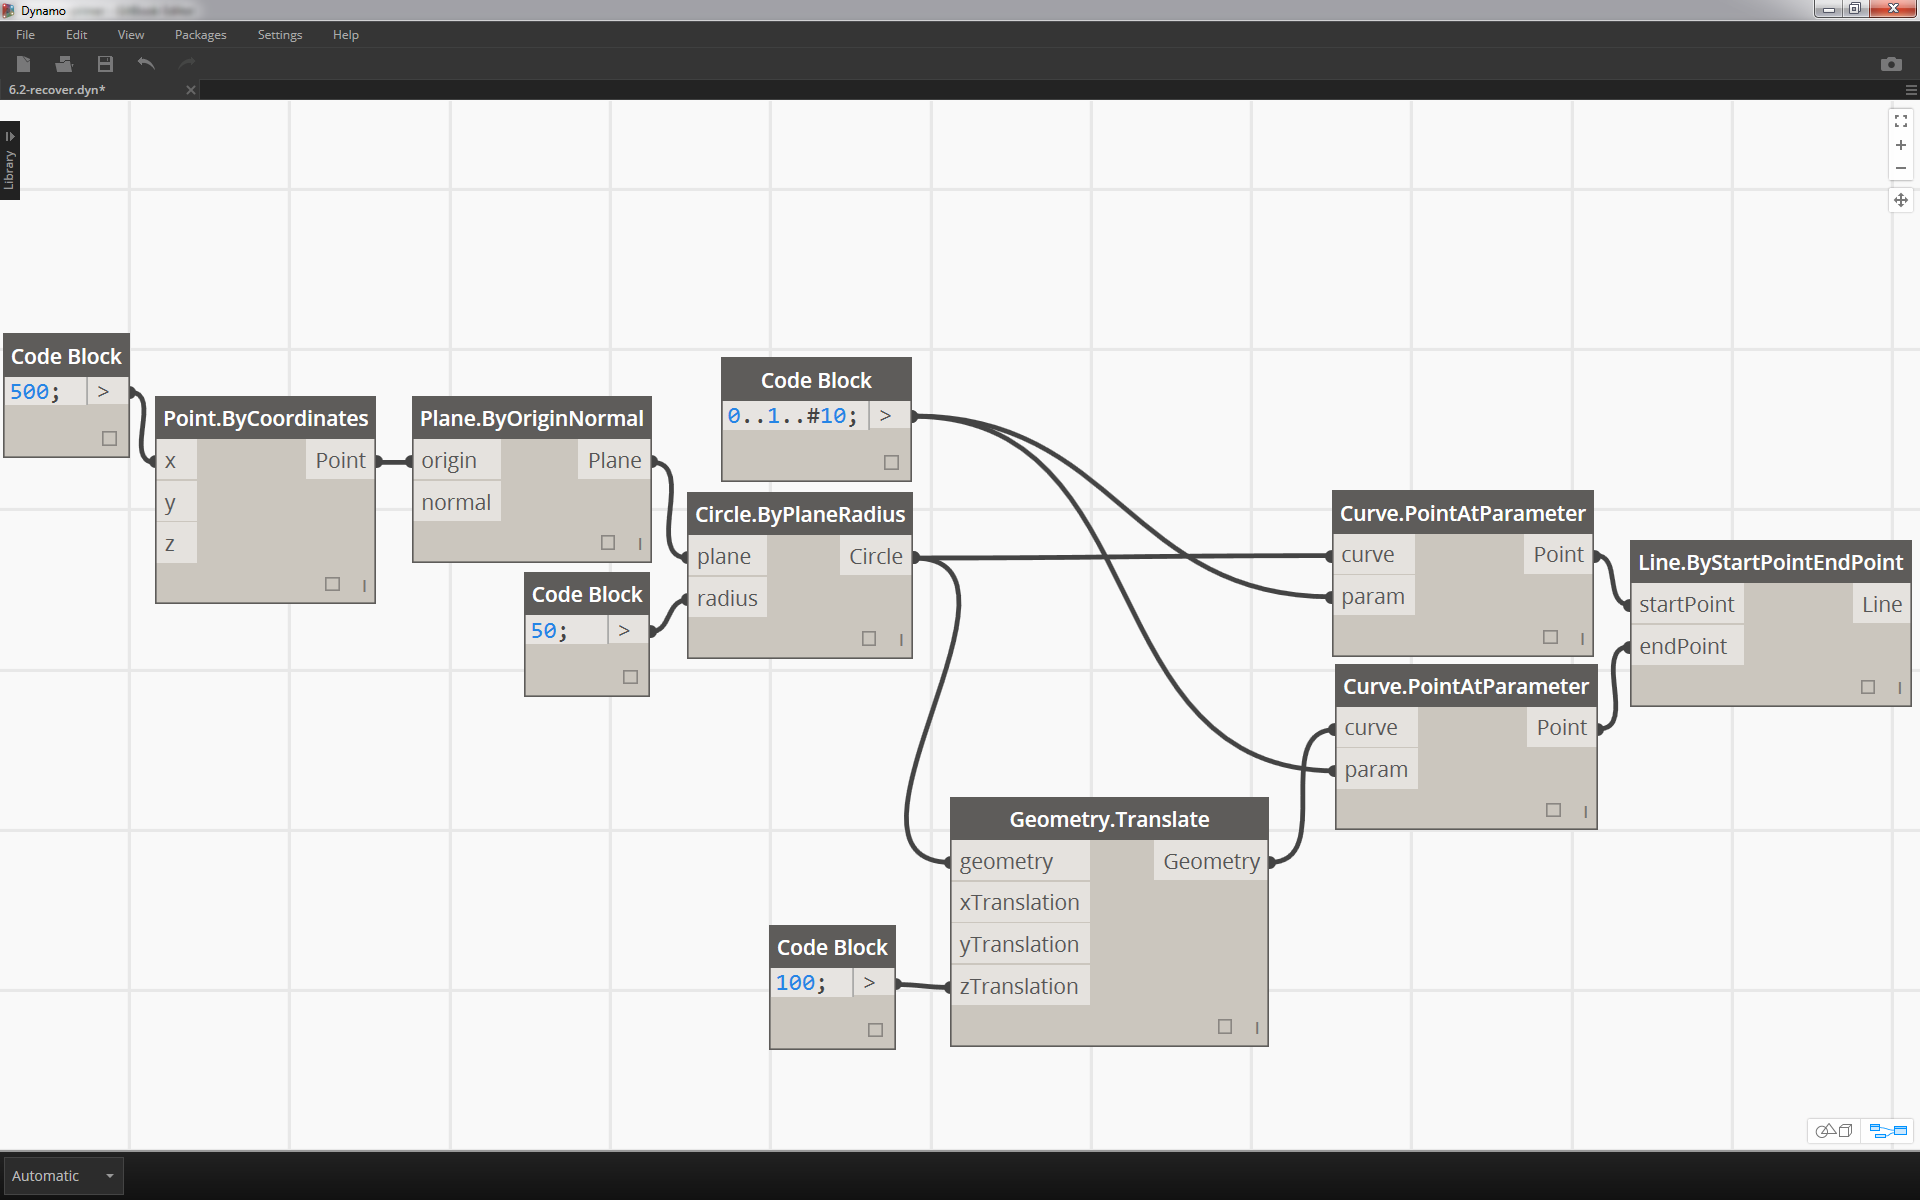 Dynamo
File Edit View Packages Settings Help
6.2-recover.dyn*
Library
Code Block
500; >
Point.ByCoordinates
x Point
y
z
Plane.ByOriginNormal
origin Plane
normal
Code Block
0..1..#10; >
Circle.ByPlaneRadius
plane Circle
radius
Code Block
50; >
Curve.PointAtParameter
curve Point
param
Line.ByStartPointEndPoint
startPoint Line
endPoint
Curve.PointAtParameter
curve Point
param
Geometry.Translate
geometry Geometry
xTranslation
yTranslation
zTranslation
Code Block
100; >
Automatic